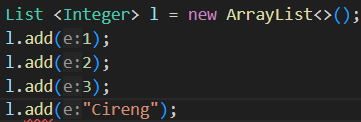 List <Integer> l = new ArrayList<>();
l.add(e:1);
l.add(e:2);
l.add(e:3);
l.add(e:"Cireng");